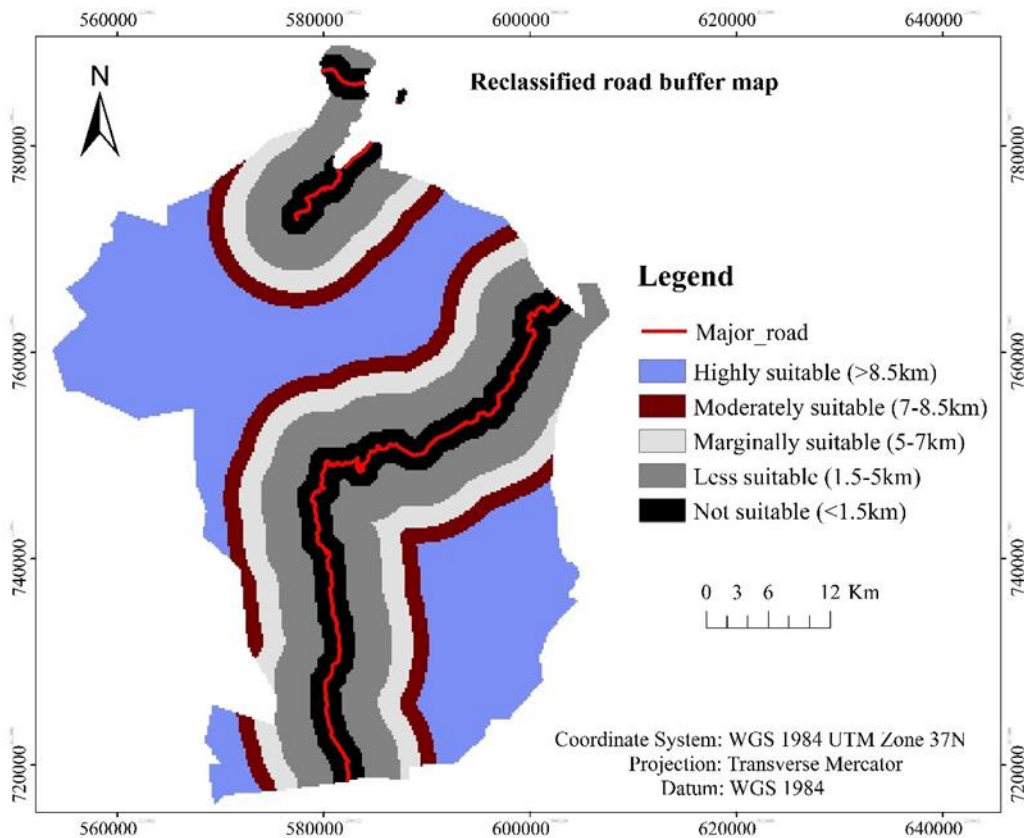 560000 580000 600000 620000 640000
N
Reclassified road buffer map
780000 780000
Legend
Major_road
760000 760000
Highly suitable (>8.5km)
Moderately suitable (7-8.5km)
Marginally suitable (5-7km)
Less suitable (1.5-5km)
Not suitable (<1.5km)
740000 740000
0 3 6 12 Km
Coordinate System: WGS 1984 UTM Zone 37N
Projection: Transverse Mercator
Datum: WGS 1984
720000 720000
560000 580000 600000 620000 640000